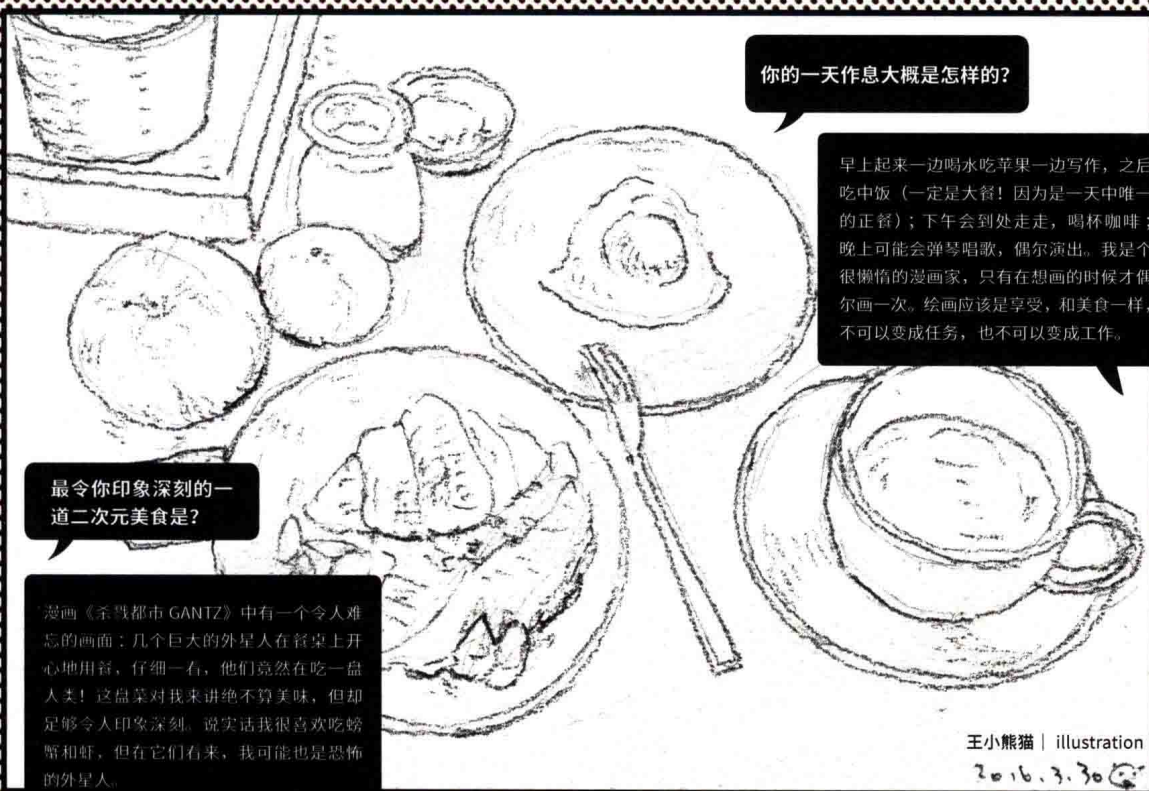 你的一天作息大概是怎样的？
早上起来一边喝水吃苹果一边写作，之后
吃中饭（一定是大餐！因为是一天中唯一
的正餐）；下午会到处走走，喝杯咖啡；
晚上可能会弹琴唱歌，偶尔演出。我是个
很懒惰的漫画家，只有在想画的时候才偶
尔画一次。绘画应该是享受，和美食一样，
不可以变成任务，也不可以变成工作。
最令你印象深刻的一
道二次元美食是？
漫画《杀戮都市 GANTZ》中有一个令人难
忘的画面：几个巨大的外星人在餐桌上开
心地用餐，仔细一看，他们竟然在吃一盘
人类！这盘菜对我来讲绝不算美味，但却
足够令人印象深刻。说实话我很喜欢吃螃
蟹和虾，但在它们看来，我可能也是恐怖
的外星人。
王小熊猫｜illustration
2016.3.30